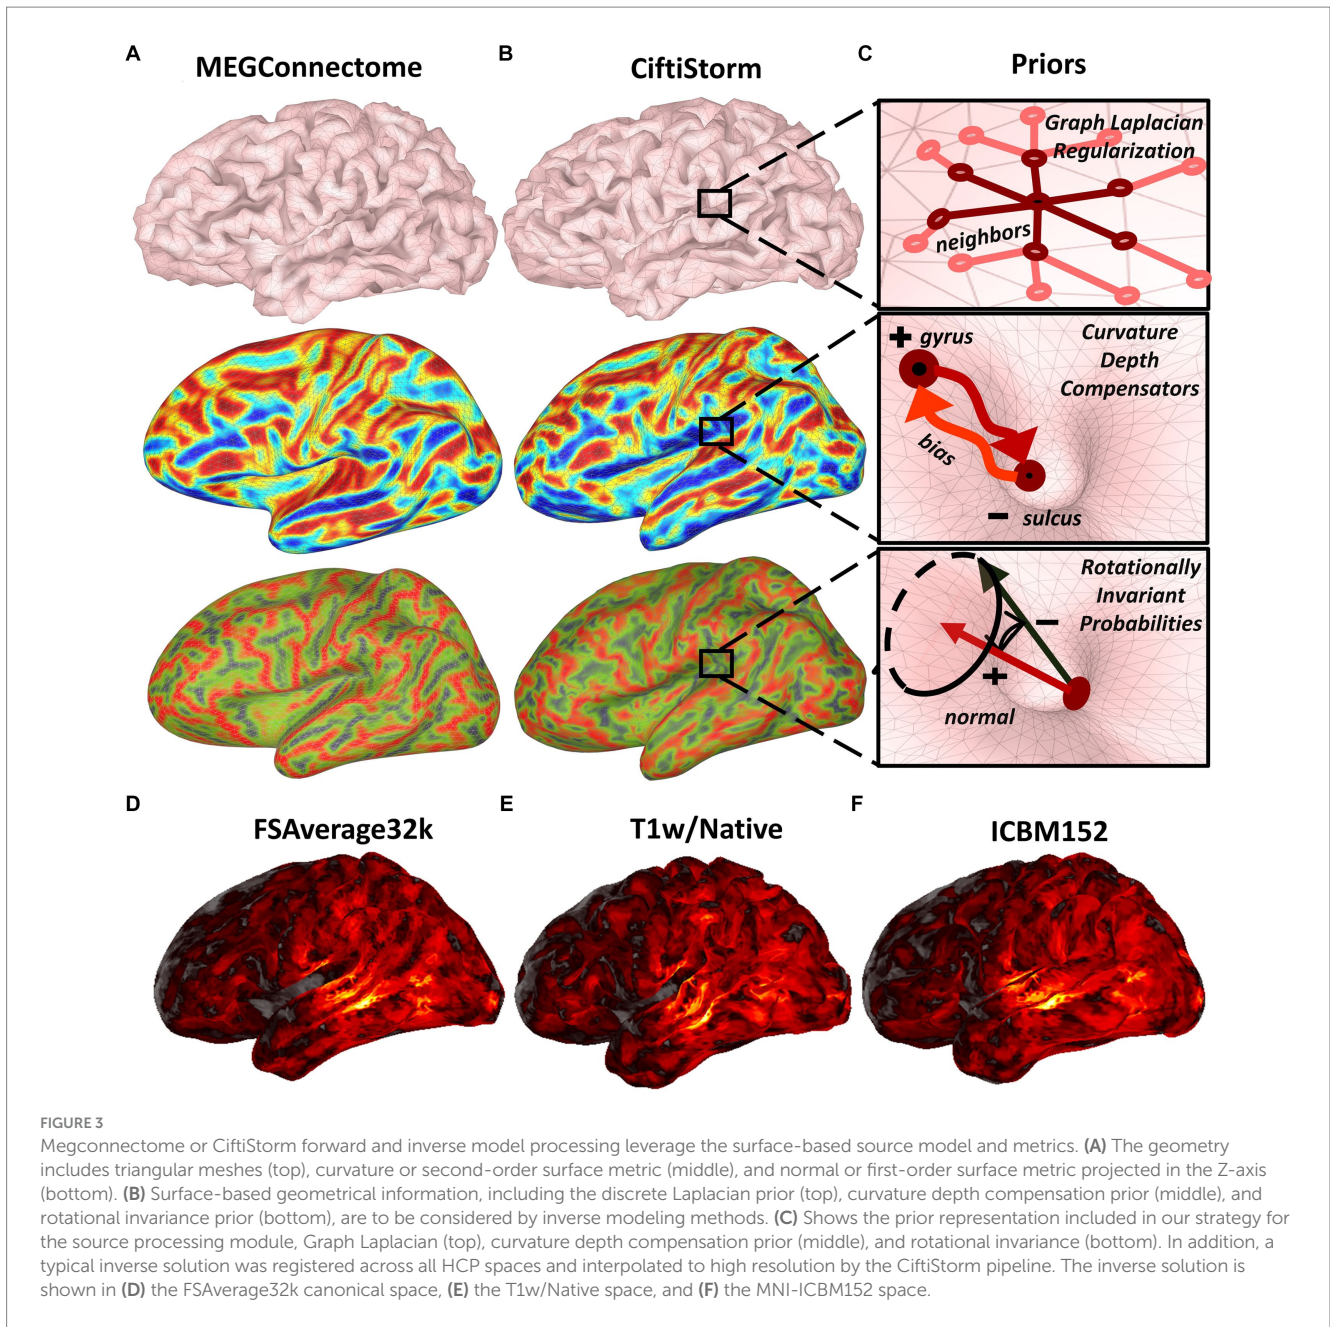 A
MEGConnectome
B
CiftiStorm
C
Priors
Graph Laplacian
Regularization
neighbors
+ gyrus
Curvature
Depth
Compensators
bias
− sulcus
Rotationally
Invariant
Probabilities
−
+
normal
D
FSAverage32k
E
T1w/Native
F
ICBM152
FIGURE 3
Megconnectome or CiftiStorm forward and inverse model processing leverage the surface-based source model and metrics. (A) The geometry
includes triangular meshes (top), curvature or second-order surface metric (middle), and normal or first-order surface metric projected in the Z-axis
(bottom). (B) Surface-based geometrical information, including the discrete Laplacian prior (top), curvature depth compensation prior (middle), and
rotational invariance prior (bottom), are to be considered by inverse modeling methods. (C) Shows the prior representation included in our strategy for
the source processing module, Graph Laplacian (top), curvature depth compensation prior (middle), and rotational invariance (bottom). In addition, a
typical inverse solution was registered across all HCP spaces and interpolated to high resolution by the CiftiStorm pipeline. The inverse solution is
shown in (D) the FSAverage32k canonical space, (E) the T1w/Native space, and (F) the MNI-ICBM152 space.